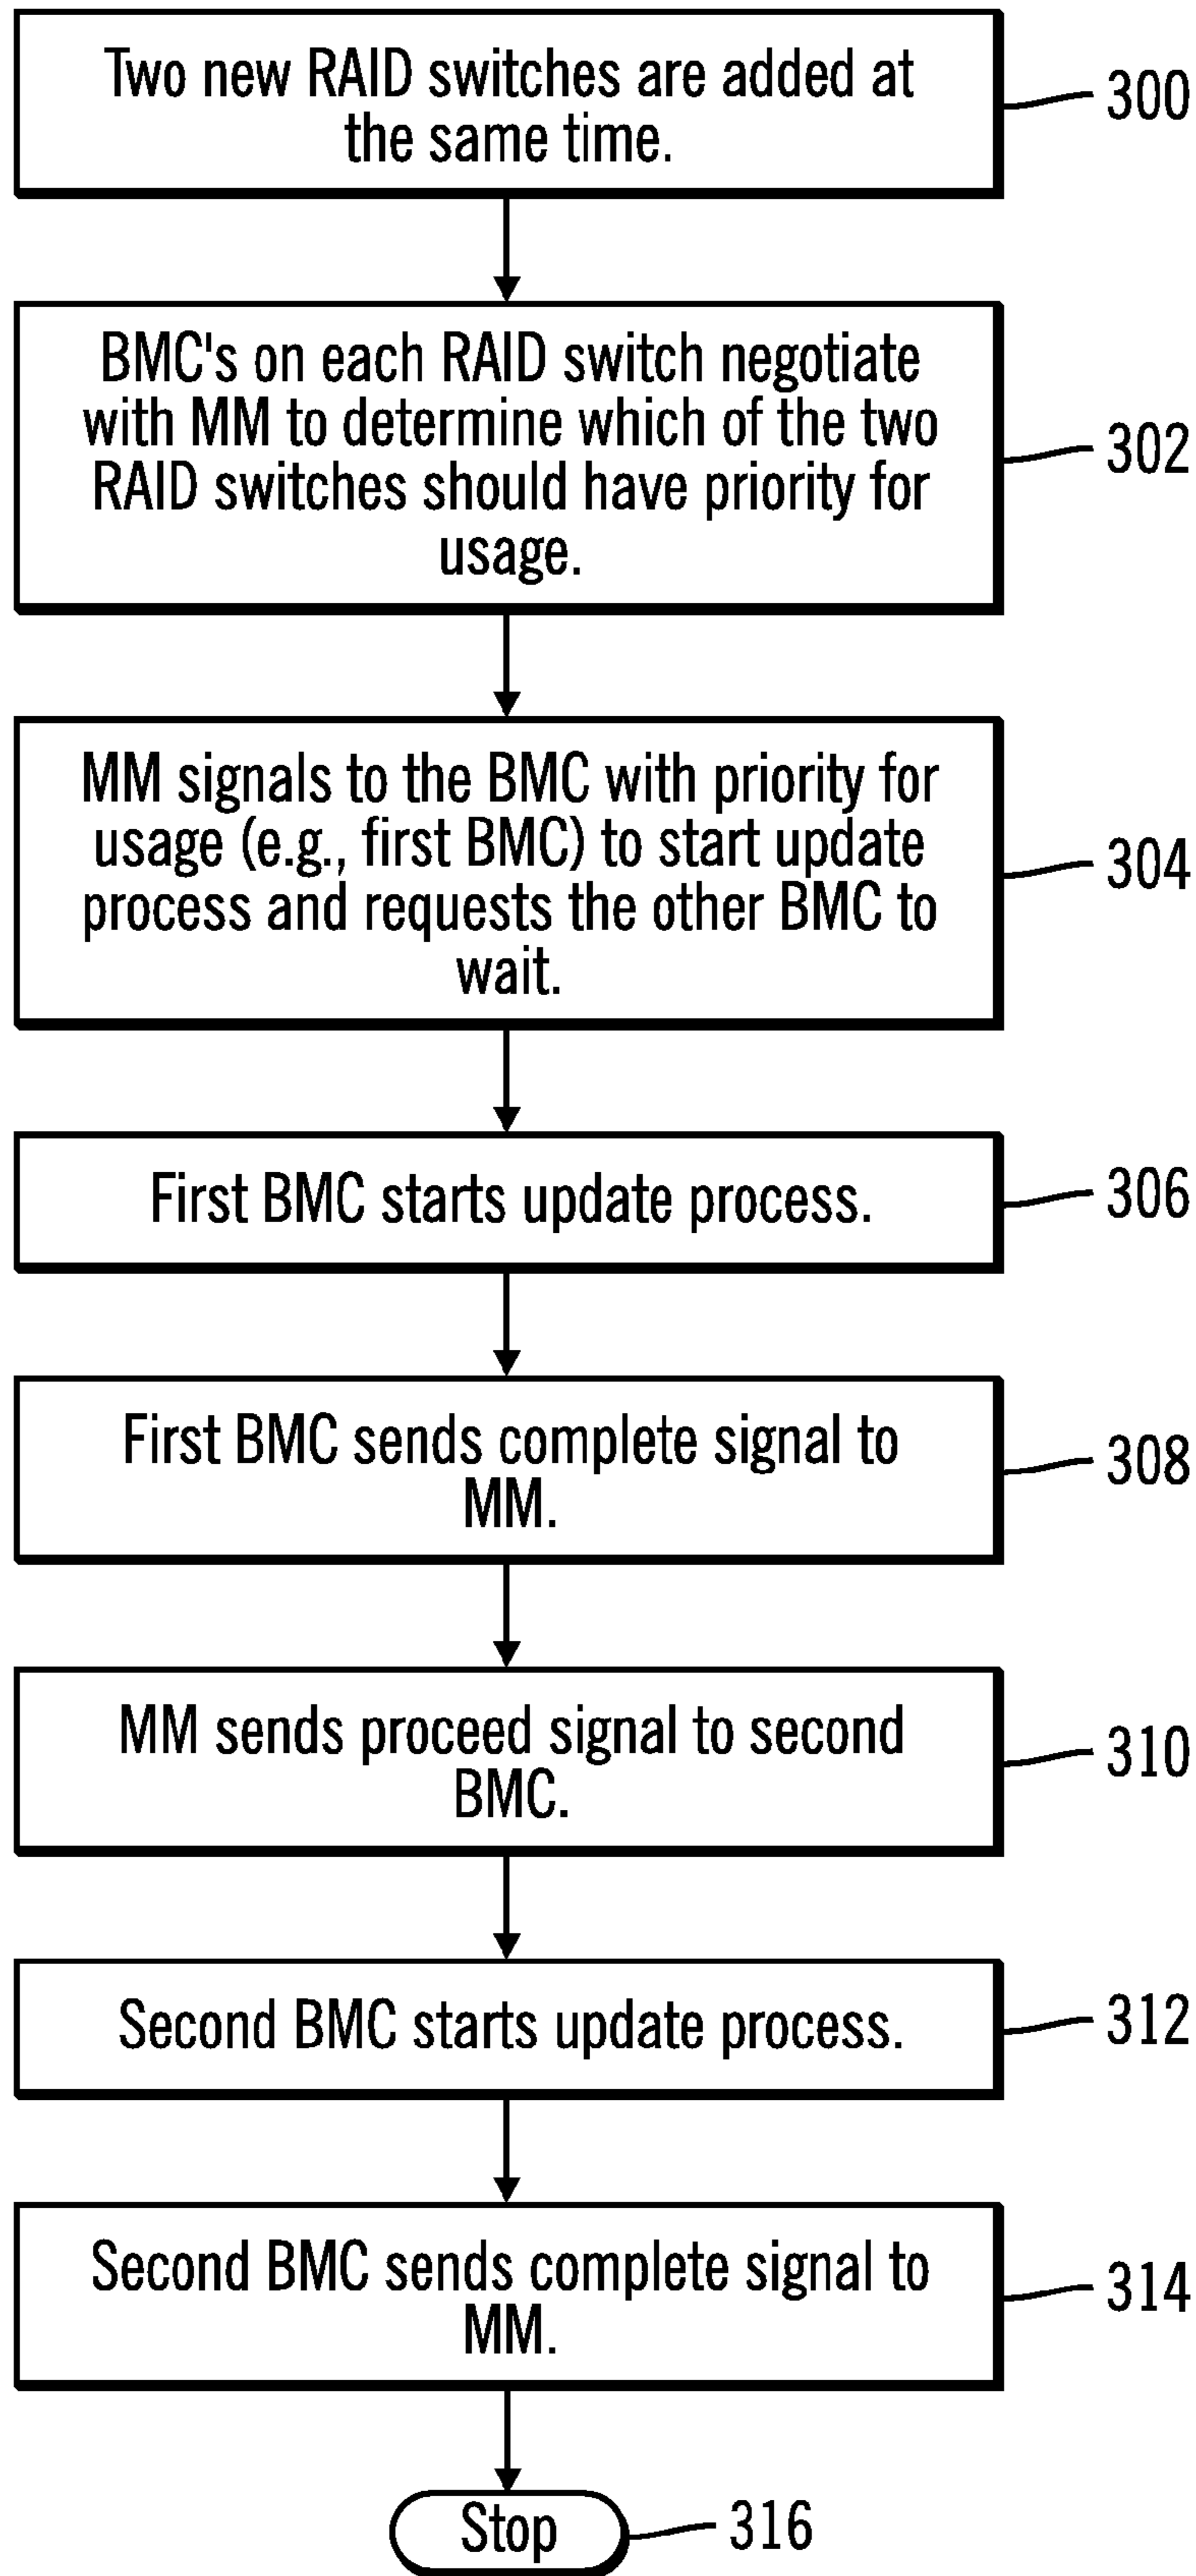 Two new RAID switches are added at
the same time.
300
BMC's on each RAID switch negotiate
with MM to determine which of the two
RAID switches should have priority for
usage.
302
MM signals to the BMC with priority for
usage (e.g., first BMC) to start update
process and requests the other BMC to
wait.
304
First BMC starts update process.
306
First BMC sends complete signal to
MM.
308
MM sends proceed signal to second
BMC.
310
Second BMC starts update process.
312
Second BMC sends complete signal to
MM.
314
Stop
316